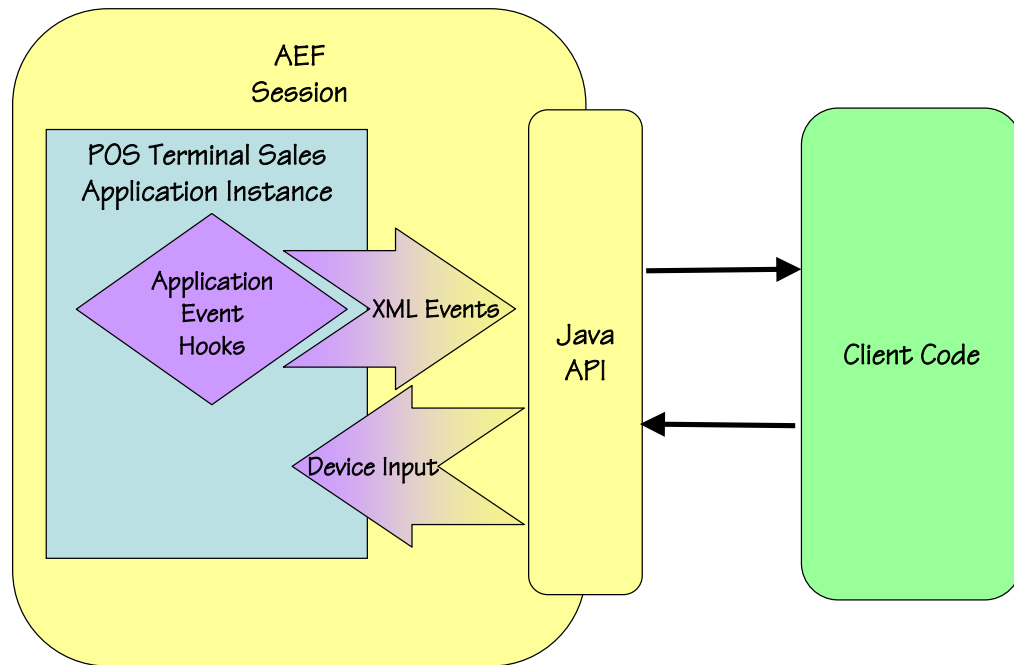 AEF
Session
POS Terminal Sales
Application Instance
Application
Event
Hooks
XML Events
Device Input
Java
API
Client Code